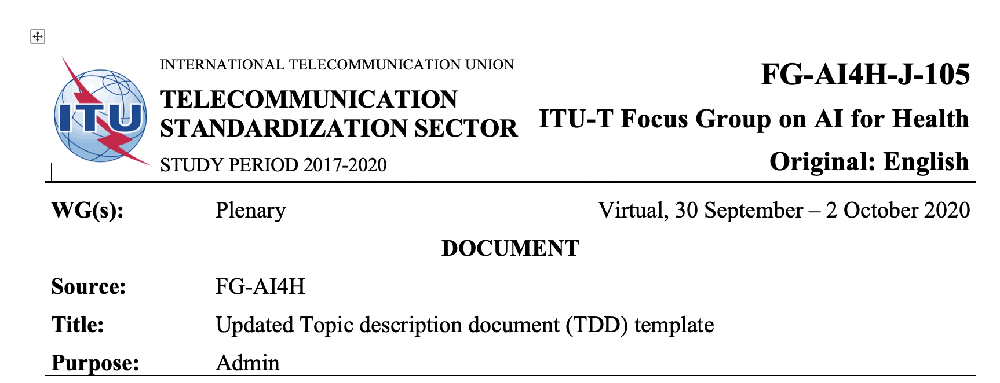 ITU
INTERNATIONAL TELECOMMUNICATION UNION
TELECOMMUNICATION
STANDARDIZATION SECTOR
STUDY PERIOD 2017-2020
FG-AI4H-J-105
ITU-T Focus Group on AI for Health
Original: English
WG(s): Plenary Virtual, 30 September – 2 October 2020
DOCUMENT
Source: FG-AI4H
Title: Updated Topic description document (TDD) template
Purpose: Admin